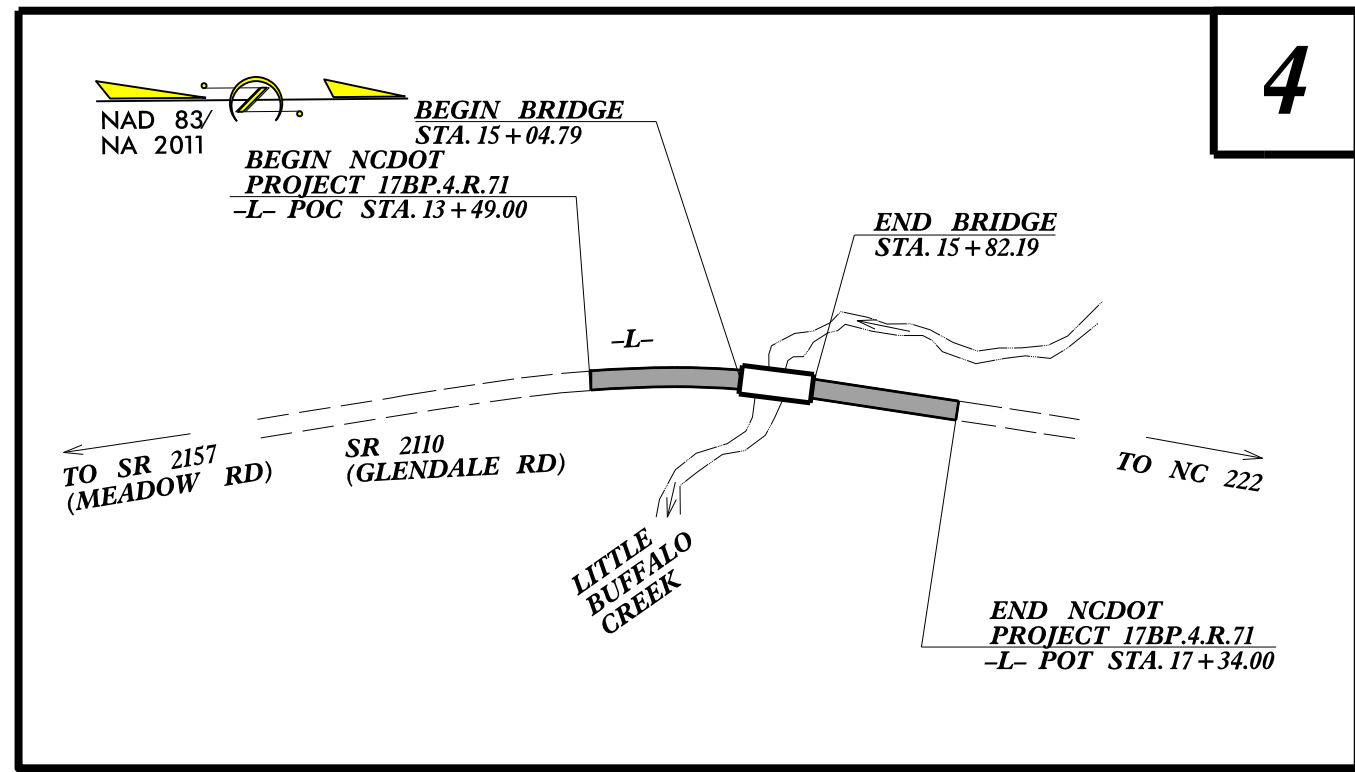 4
NAD 83/
NA 2011
BEGIN BRIDGE
STA. 15+04.79
BEGIN NCDOT
PROJECT 17BP.4.R.71
–L– POC STA. 13+49.00
END BRIDGE
STA. 15+82.19
–L–
TO SR 2157
(MEADOW RD)
SR 2110
(GLENDALE RD)
TO NC 222
LITTLE
BUFFALO
CREEK
END NCDOT
PROJECT 17BP.4.R.71
–L– POT STA. 17+34.00